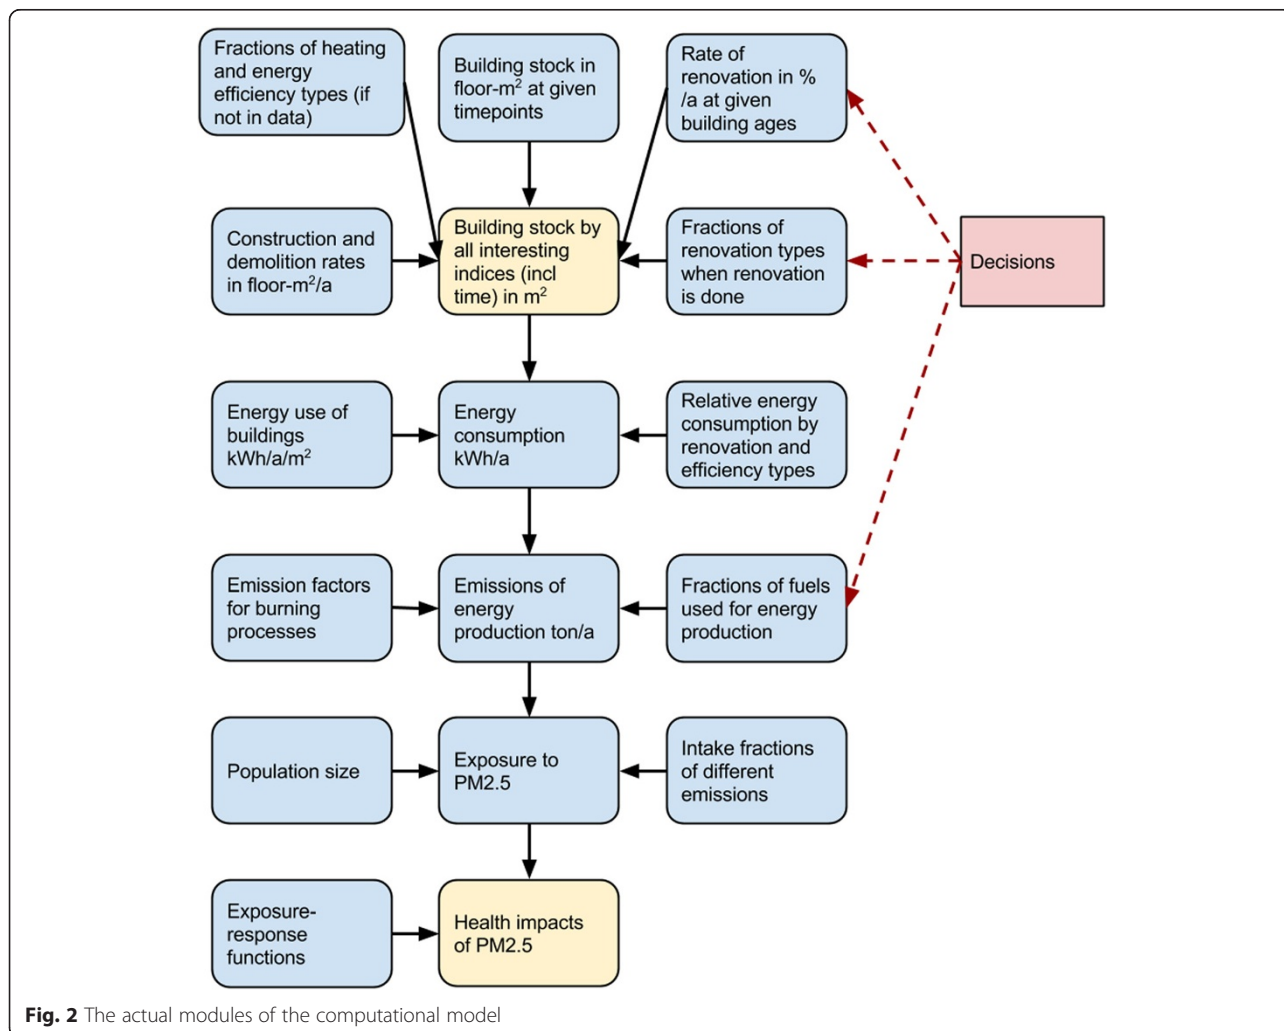 Fractions of heating
and energy
efficiency types (if
not in data)
Building stock in
floor-m² at given
timepoints
Rate of
renovation in %
/a at given
building ages
Construction and
demolition rates
in floor-m²/a
Building stock by
all interesting
indices (incl
time) in m²
Fractions of
renovation types
when renovation
is done
Decisions
Energy use of
buildings
kWh/a/m²
Energy
consumption
kWh/a
Relative energy
consumption by
renovation and
efficiency types
Emission factors
for burning
processes
Emissions of
energy
production ton/a
Fractions of fuels
used for energy
production
Population size
Exposure to
PM2.5
Intake fractions
of different
emissions
Exposure-
response
functions
Health impacts
of PM2.5
Fig. 2 The actual modules of the computational model